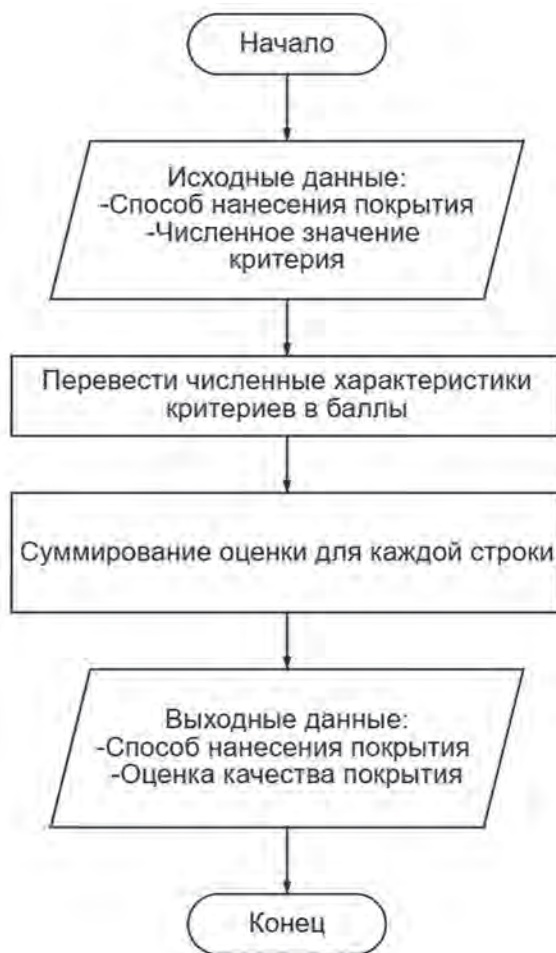 Начало
Исходные данные:
-Способ нанесения покрытия
-Численное значение
критерия
Перевести численные характеристики
критериев в баллы
Суммирование оценки для каждой строки
Выходные данные:
-Способ нанесения покрытия
-Оценка качества покрытия
Конец